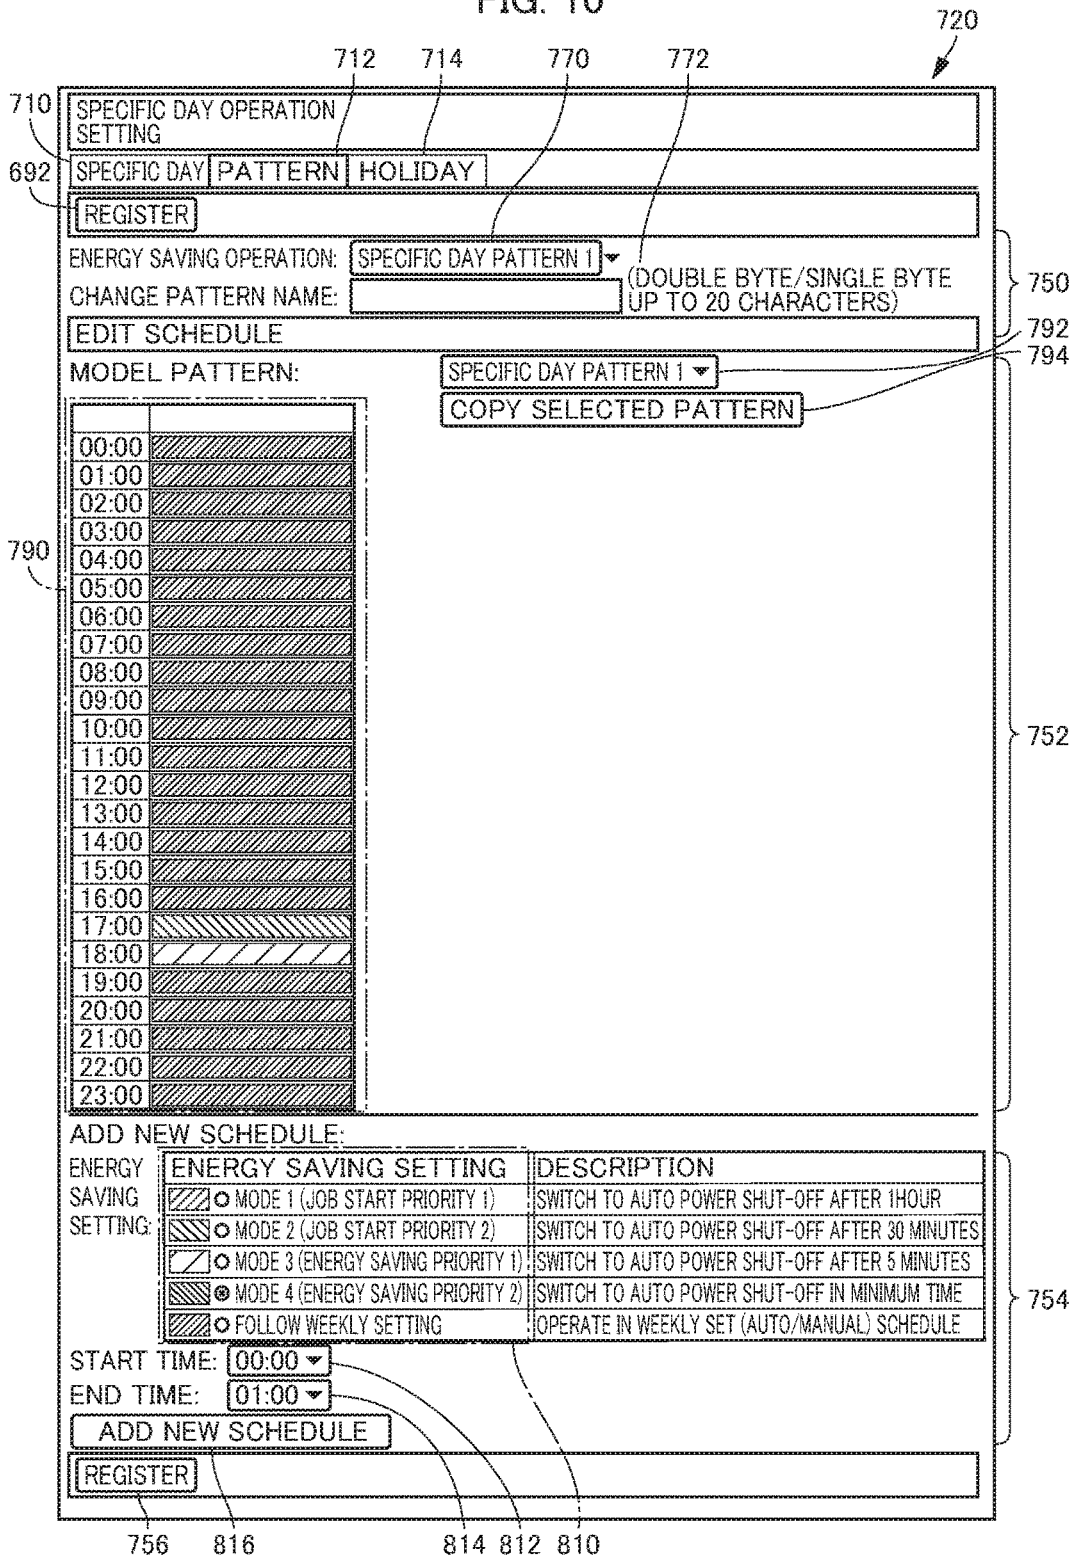 FIG. 10
720
712 714 770 772
710
SPECIFIC DAY OPERATION
SETTING
692
SPECIFIC DAY PATTERN HOLIDAY
REGISTER
ENERGY SAVING OPERATION: SPECIFIC DAY PATTERN 1
(DOUBLE BYTE/SINGLE BYTE
UP TO 20 CHARACTERS)
CHANGE PATTERN NAME:
750
EDIT SCHEDULE
792
794
MODEL PATTERN: SPECIFIC DAY PATTERN 1
COPY SELECTED PATTERN
00:00
01:00
02:00
03:00
790
04:00
05:00
06:00
07:00
08:00
09:00
10:00
752
11:00
12:00
13:00
14:00
15:00
16:00
17:00
18:00
19:00
20:00
21:00
22:00
23:00
ADD NEW SCHEDULE:
ENERGY
SAVING
SETTING:
ENERGY SAVING SETTING DESCRIPTION
MODE 1 (JOB START PRIORITY 1) SWITCH TO AUTO POWER SHUT-OFF AFTER 1HOUR
MODE 2 (JOB START PRIORITY 2) SWITCH TO AUTO POWER SHUT-OFF AFTER 30 MINUTES
MODE 3 (ENERGY SAVING PRIORITY 1) SWITCH TO AUTO POWER SHUT-OFF AFTER 5 MINUTES
MODE 4 (ENERGY SAVING PRIORITY 2) SWITCH TO AUTO POWER SHUT-OFF IN MINIMUM TIME
FOLLOW WEEKLY SETTING OPERATE IN WEEKLY SET (AUTO/MANUAL) SCHEDULE
754
START TIME: 00:00
END TIME: 01:00
ADD NEW SCHEDULE
REGISTER
756 816 814 812 810